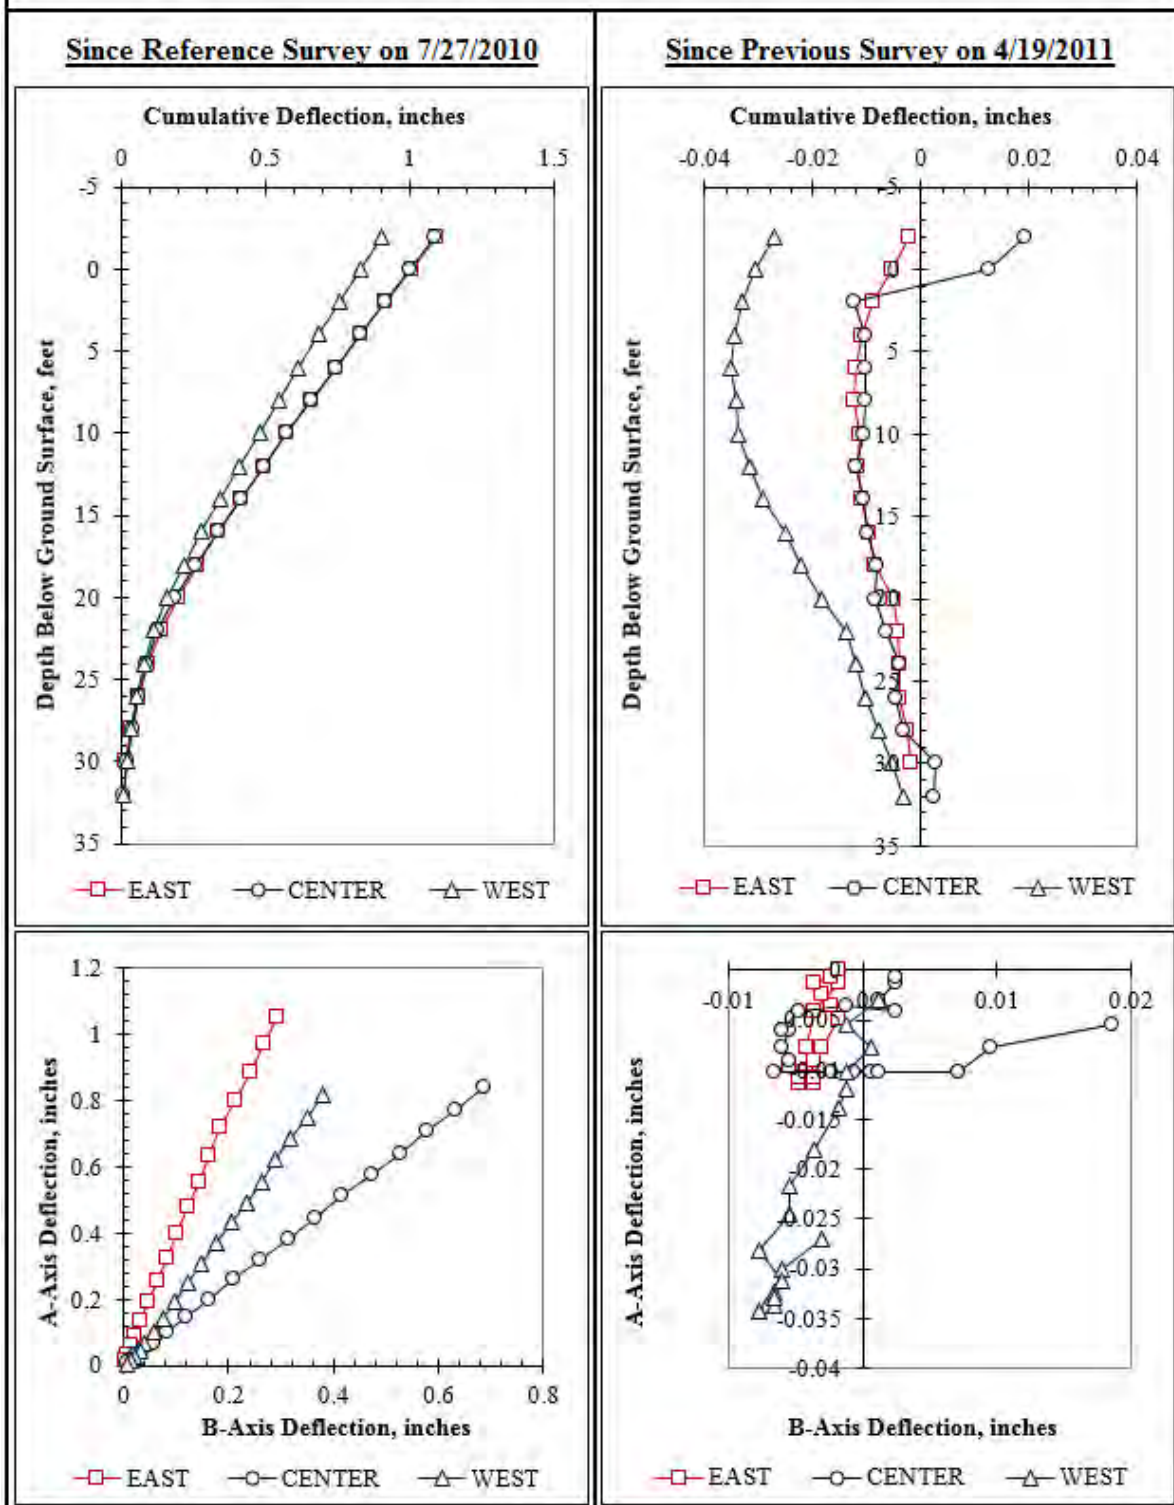 Since Reference Survey on 7/27/2010
Since Previous Survey on 4/19/2011
Cumulative Deflection, inches
0 0.5 1 1.5
-5
0
5
10
15
20
25
30
35
Depth Below Ground Surface, feet
EAST CENTER WEST
Cumulative Deflection, inches
-0.04 -0.02 0 0.02 0.04
-5
0
5
10
15
20
25
30
35
Depth Below Ground Surface, feet
EAST CENTER WEST
1.2
1
0.8
0.6
0.4
0.2
0
0 0.2 0.4 0.6 0.8
A-Axis Deflection, inches
B-Axis Deflection, inches
EAST CENTER WEST
-0.01 0.01 0.02
-0.015
-0.02
-0.025
-0.03
-0.035
-0.04
A-Axis Deflection, inches
B-Axis Deflection, inches
EAST CENTER WEST